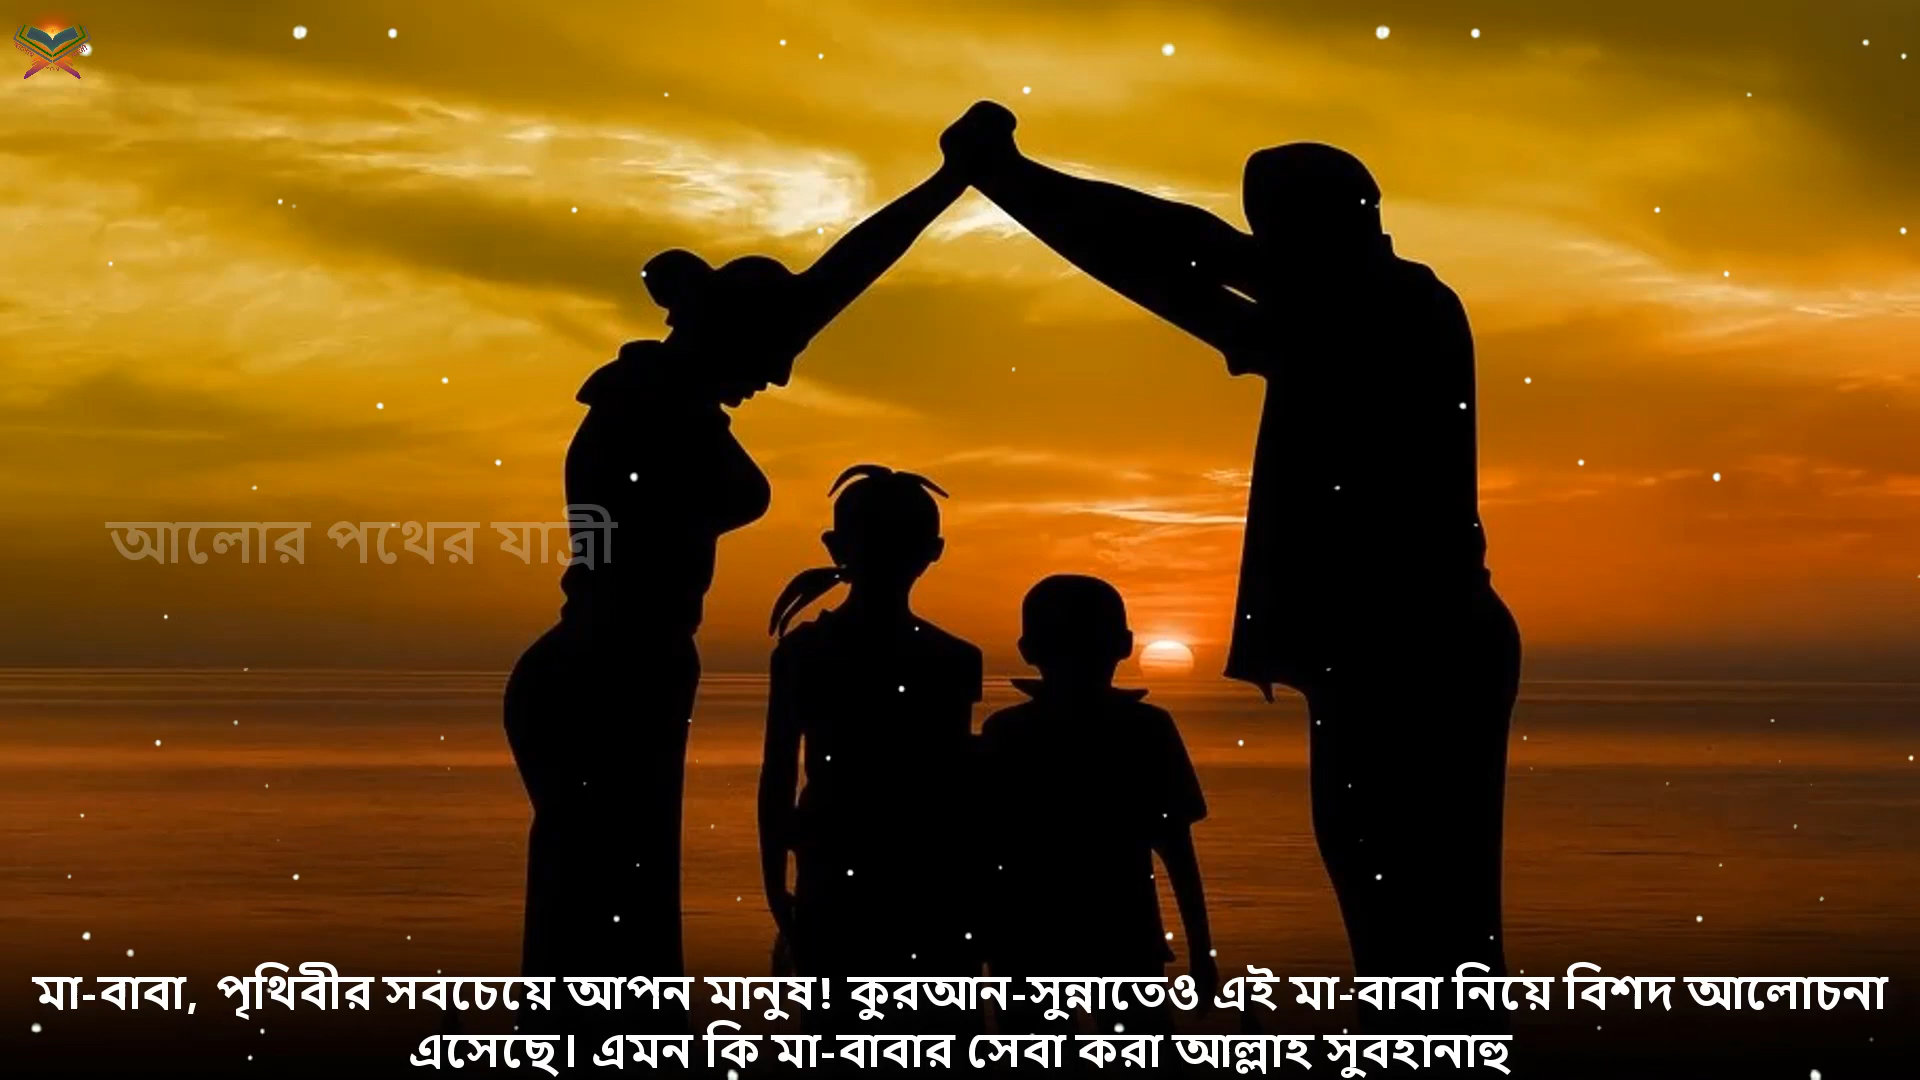 আলোর পথের যাত্রী
মা-বাবা, পৃথিবীর সবচেয়ে আপন মানুষ! কুরআন-সুন্নাতেও এই মা-বাবা নিয়ে বিশদ আলোচনা
এসেছে। এমন কি মা-বাবার সেবা করা আল্লাহ সুবহানাহু